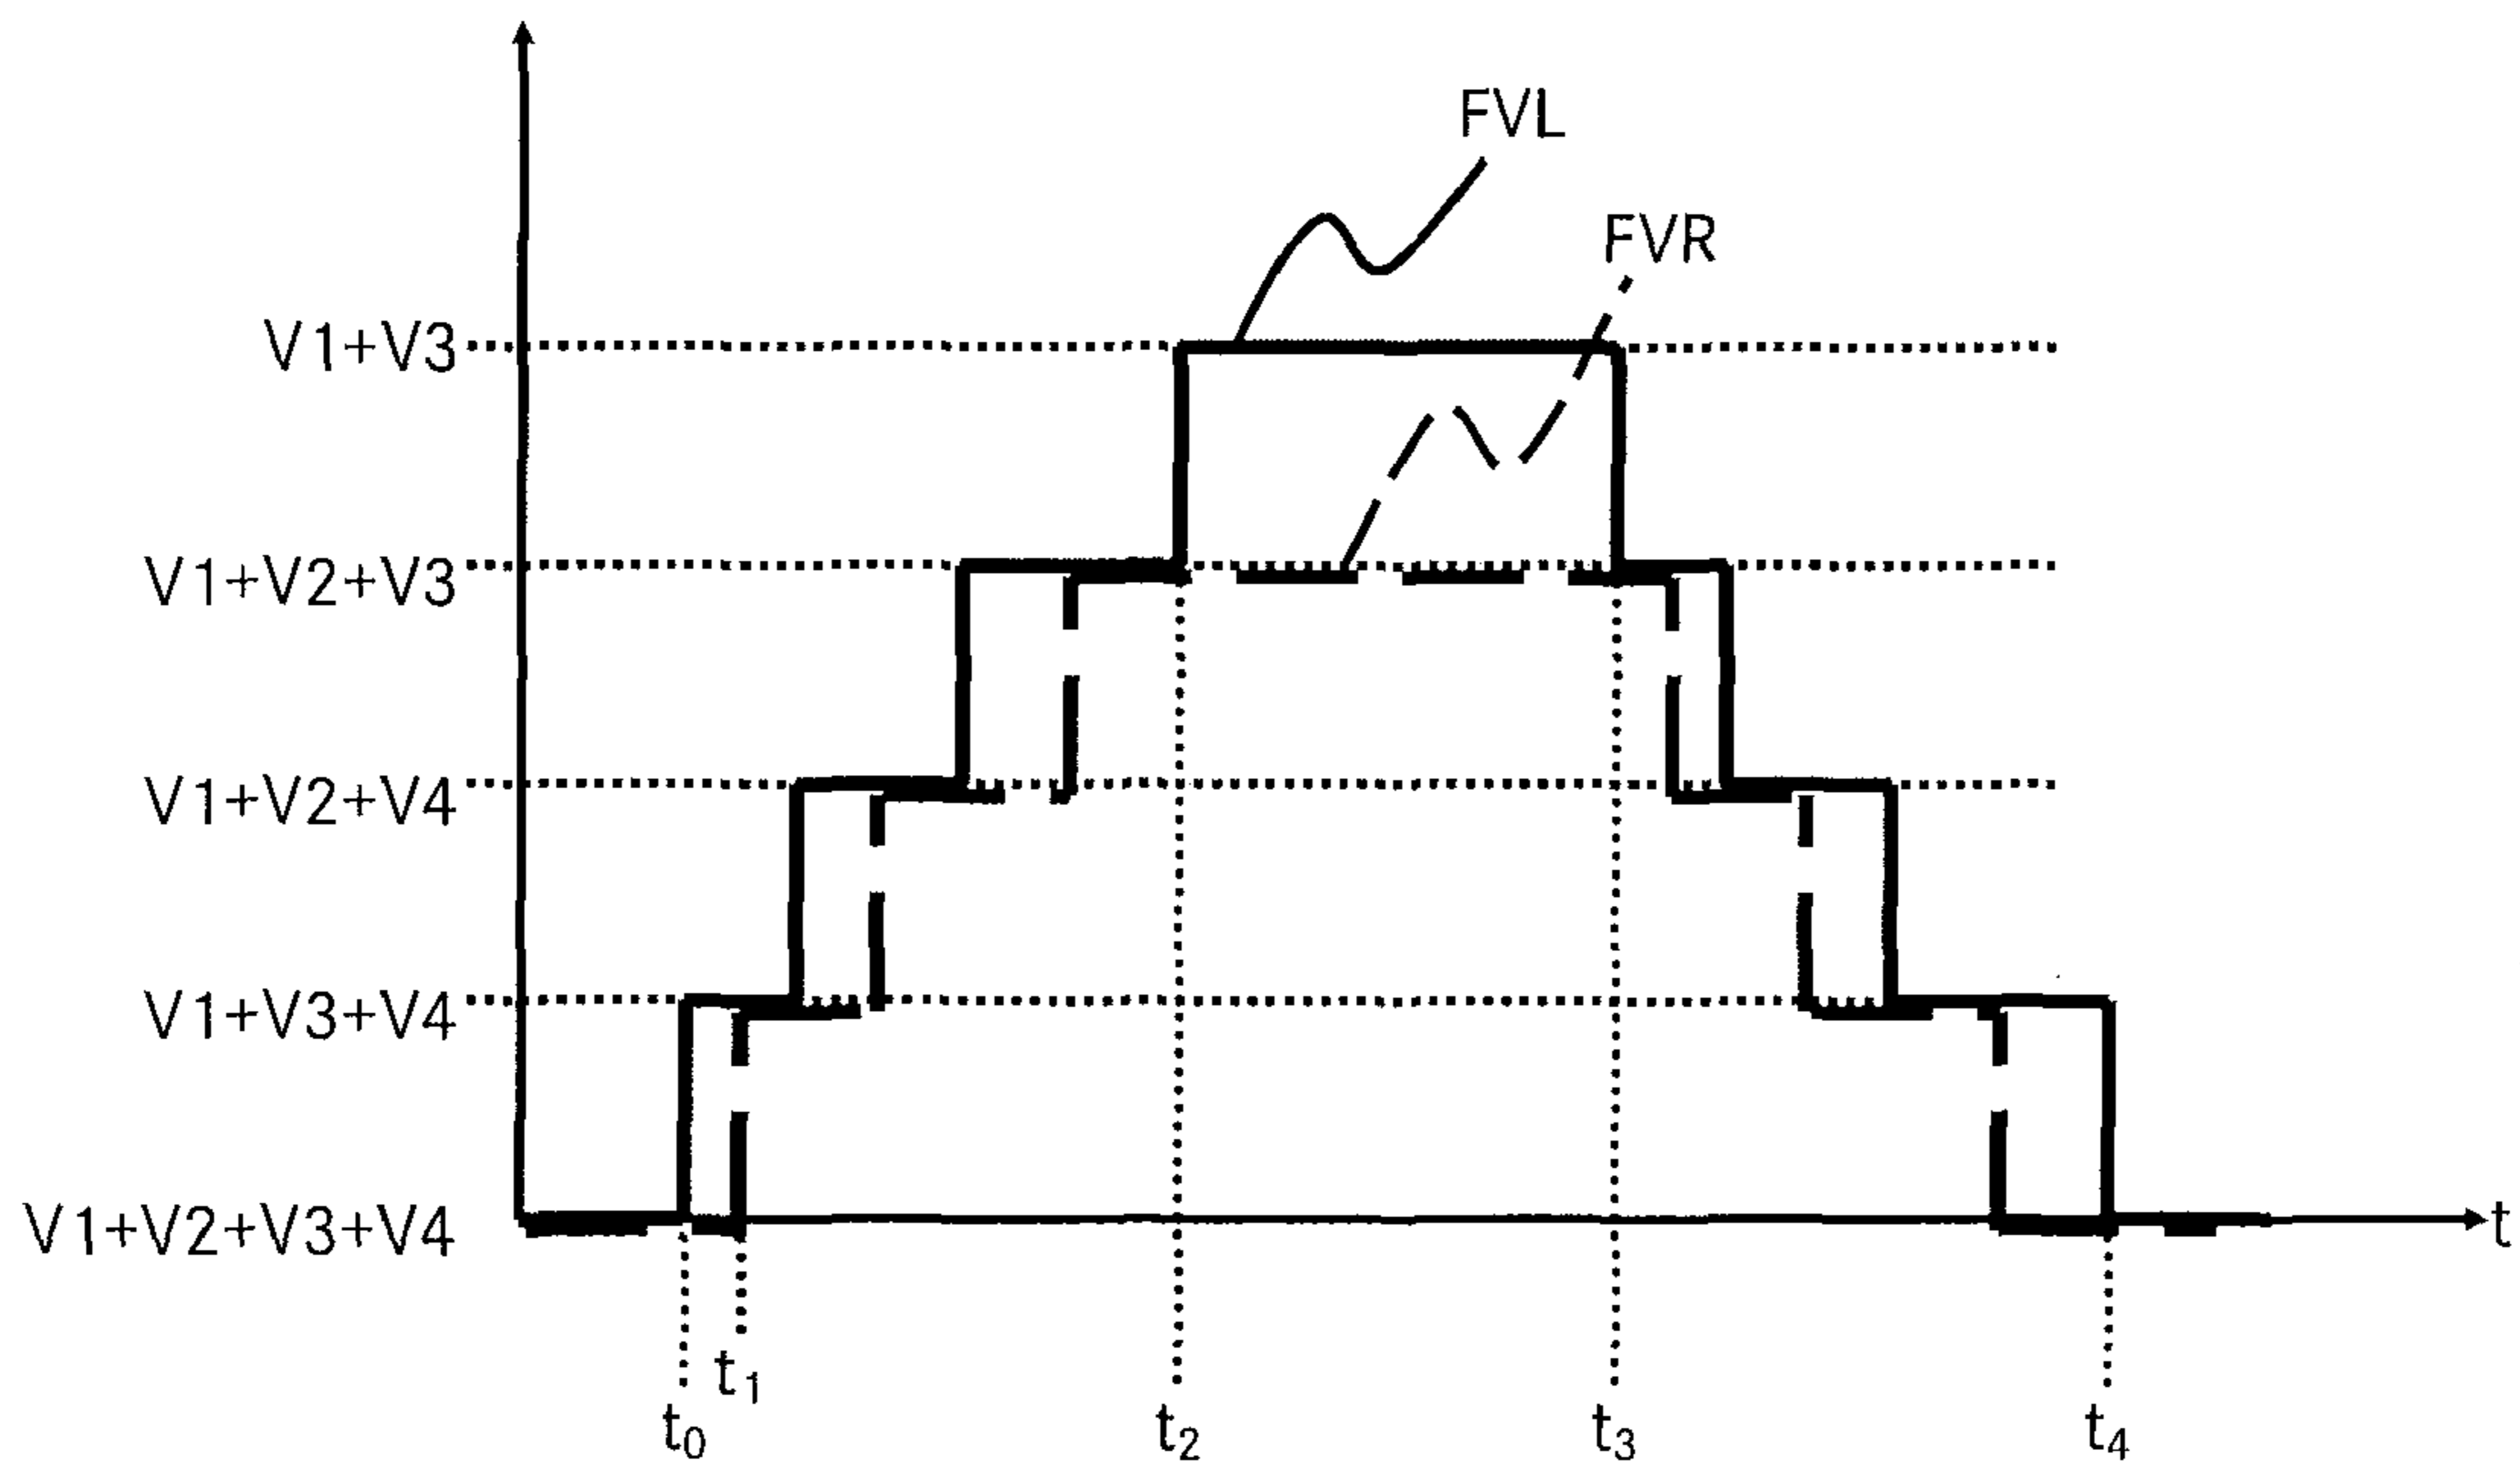 FVL
FVR
V1+V3
V1+V2+V3
V1+V2+V4
V1+V3+V4
V1+V2+V3+V4
t
t₁
t₀
t₂
t₃
t₄